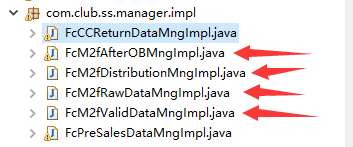 com.club.ss.manager.impl
FcCCReturnDataMngImpl.java
FcM2fAfterOBMngImpl.java
FcM2fDistributionMngImpl.java
FcM2fRawDataMngImpl.java
FcM2fValidDataMngImpl.java
FcPreSalesDataMngImpl.java